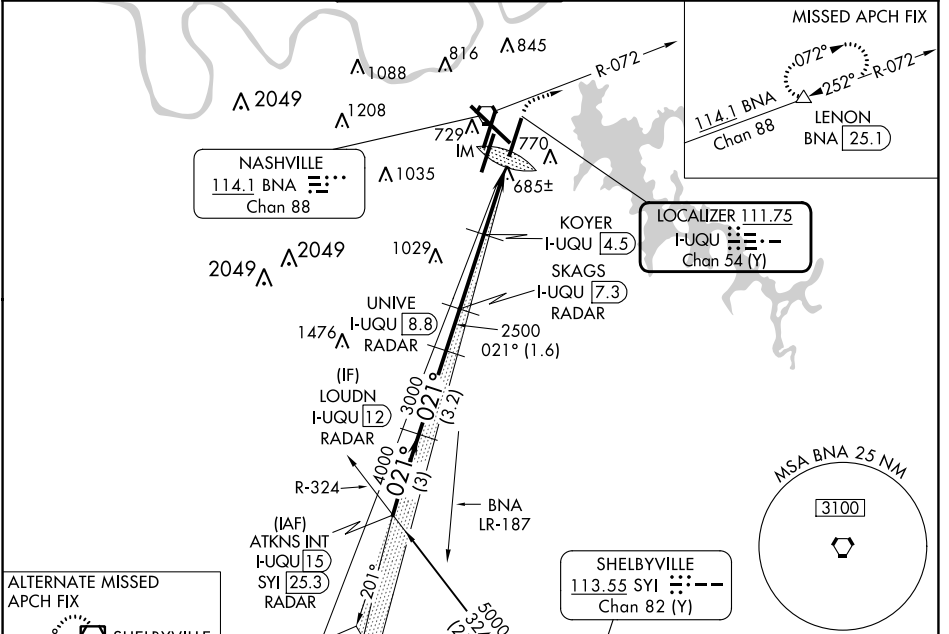 MISSED APCH FIX
072°
252°
R-072
114.1 BNA
Chan 88
LENON
BNA 25.1
R-072
845
816
1088
2049
1208
729
IM
770
685±
1035
NASHVILLE
114.1 BNA
Chan 88
LOCALIZER 111.75
I-UQU
Chan 54 (Y)
KOYER
I-UQU 4.5
SKAGS
I-UQU 7.3
RADAR
1029
2049
2049
UNIVE
I-UQU 8.8
RADAR
1476
2500
021° (1.6)
(IF)
LOUDN
I-UQU 12
RADAR
3000
021°
(3.2)
4000
021°
(3)
R-324
BNA
LR-187
(IAF)
ATKNS INT
I-UQU 15
SYI 25.3
RADAR
201°
MSA BNA 25 NM
3100
SHELBYVILLE
113.55 SYI
Chan 82 (Y)
5000
ALTERNATE MISSED
APCH FIX
SHELBYVILLE